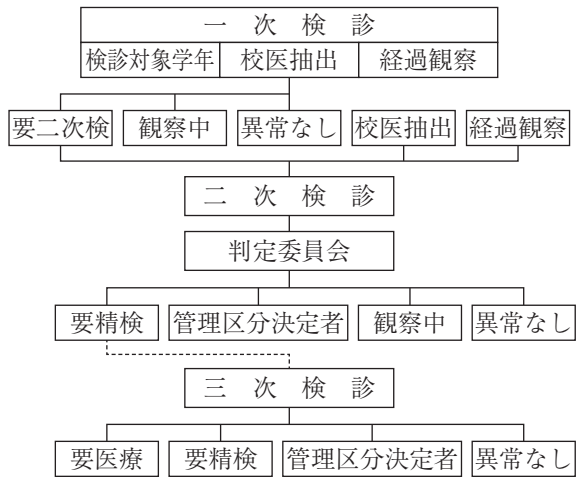 一次検診
検診対象学年 校医抽出 経過観察
要二次検 観察中 異常なし 校医抽出 経過観察
二次検診
判定委員会
要精検 管理区分決定者 観察中 異常なし
三次検診
要医療 要精検 管理区分決定者 異常なし